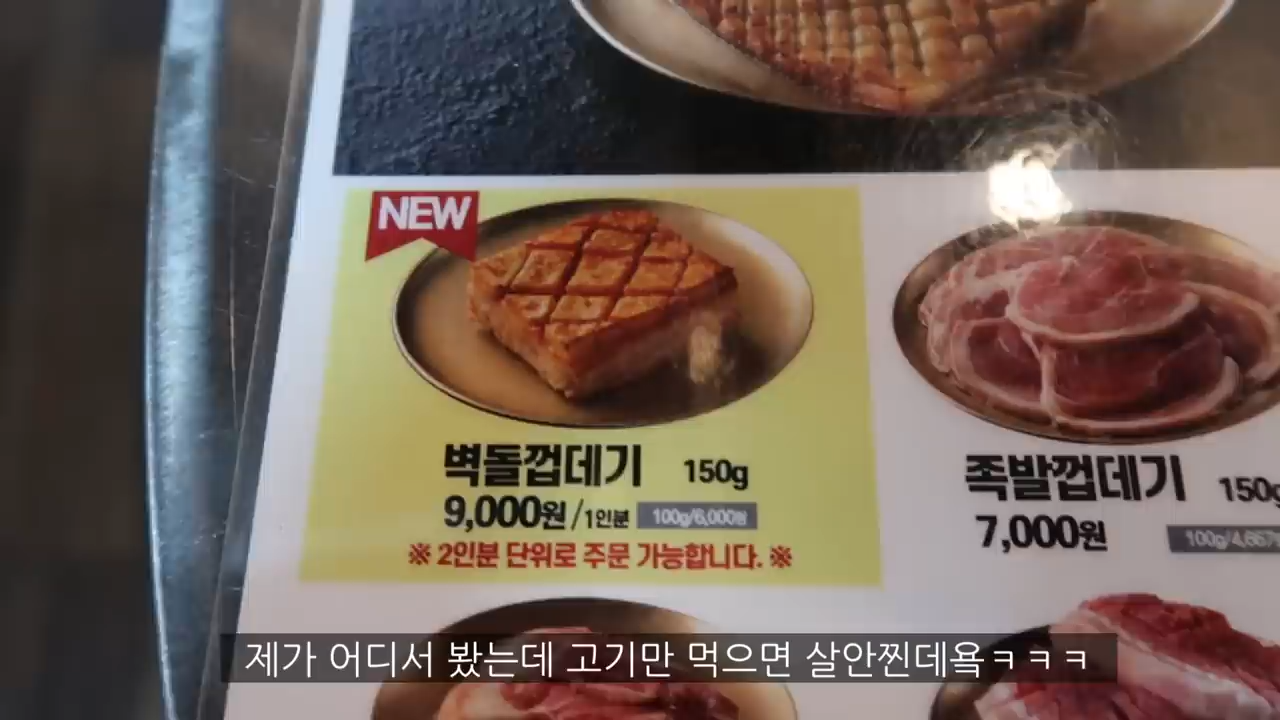 NEW
벽돌껍데기 150g
9,000원/1인분 100g/6,000원
※ 2인분 단위로 주문 가능합니다. ※
족발껍데기 150g
7,000원
제가 어디서 봤는데 고기만 먹으면 살안찐데욬ㅋㅋㅋ